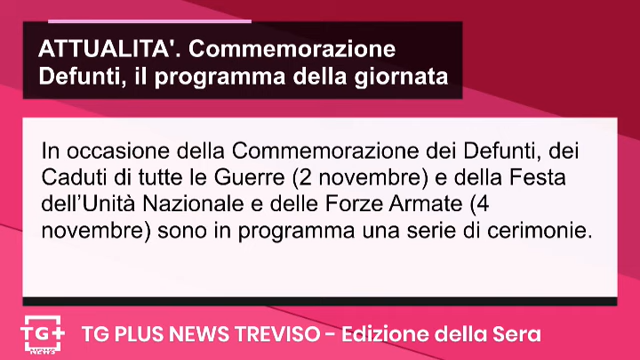 ATTUALITA'. Commemorazione
Defunti, il programma della giornata
In occasione della Commemorazione dei Defunti, dei
Caduti di tutte le Guerre (2 novembre) e della Festa
dell’Unità Nazionale e delle Forze Armate (4
novembre) sono in programma una serie di cerimonie.
TG+
NEWS
TG PLUS NEWS TREVISO - Edizione della Sera